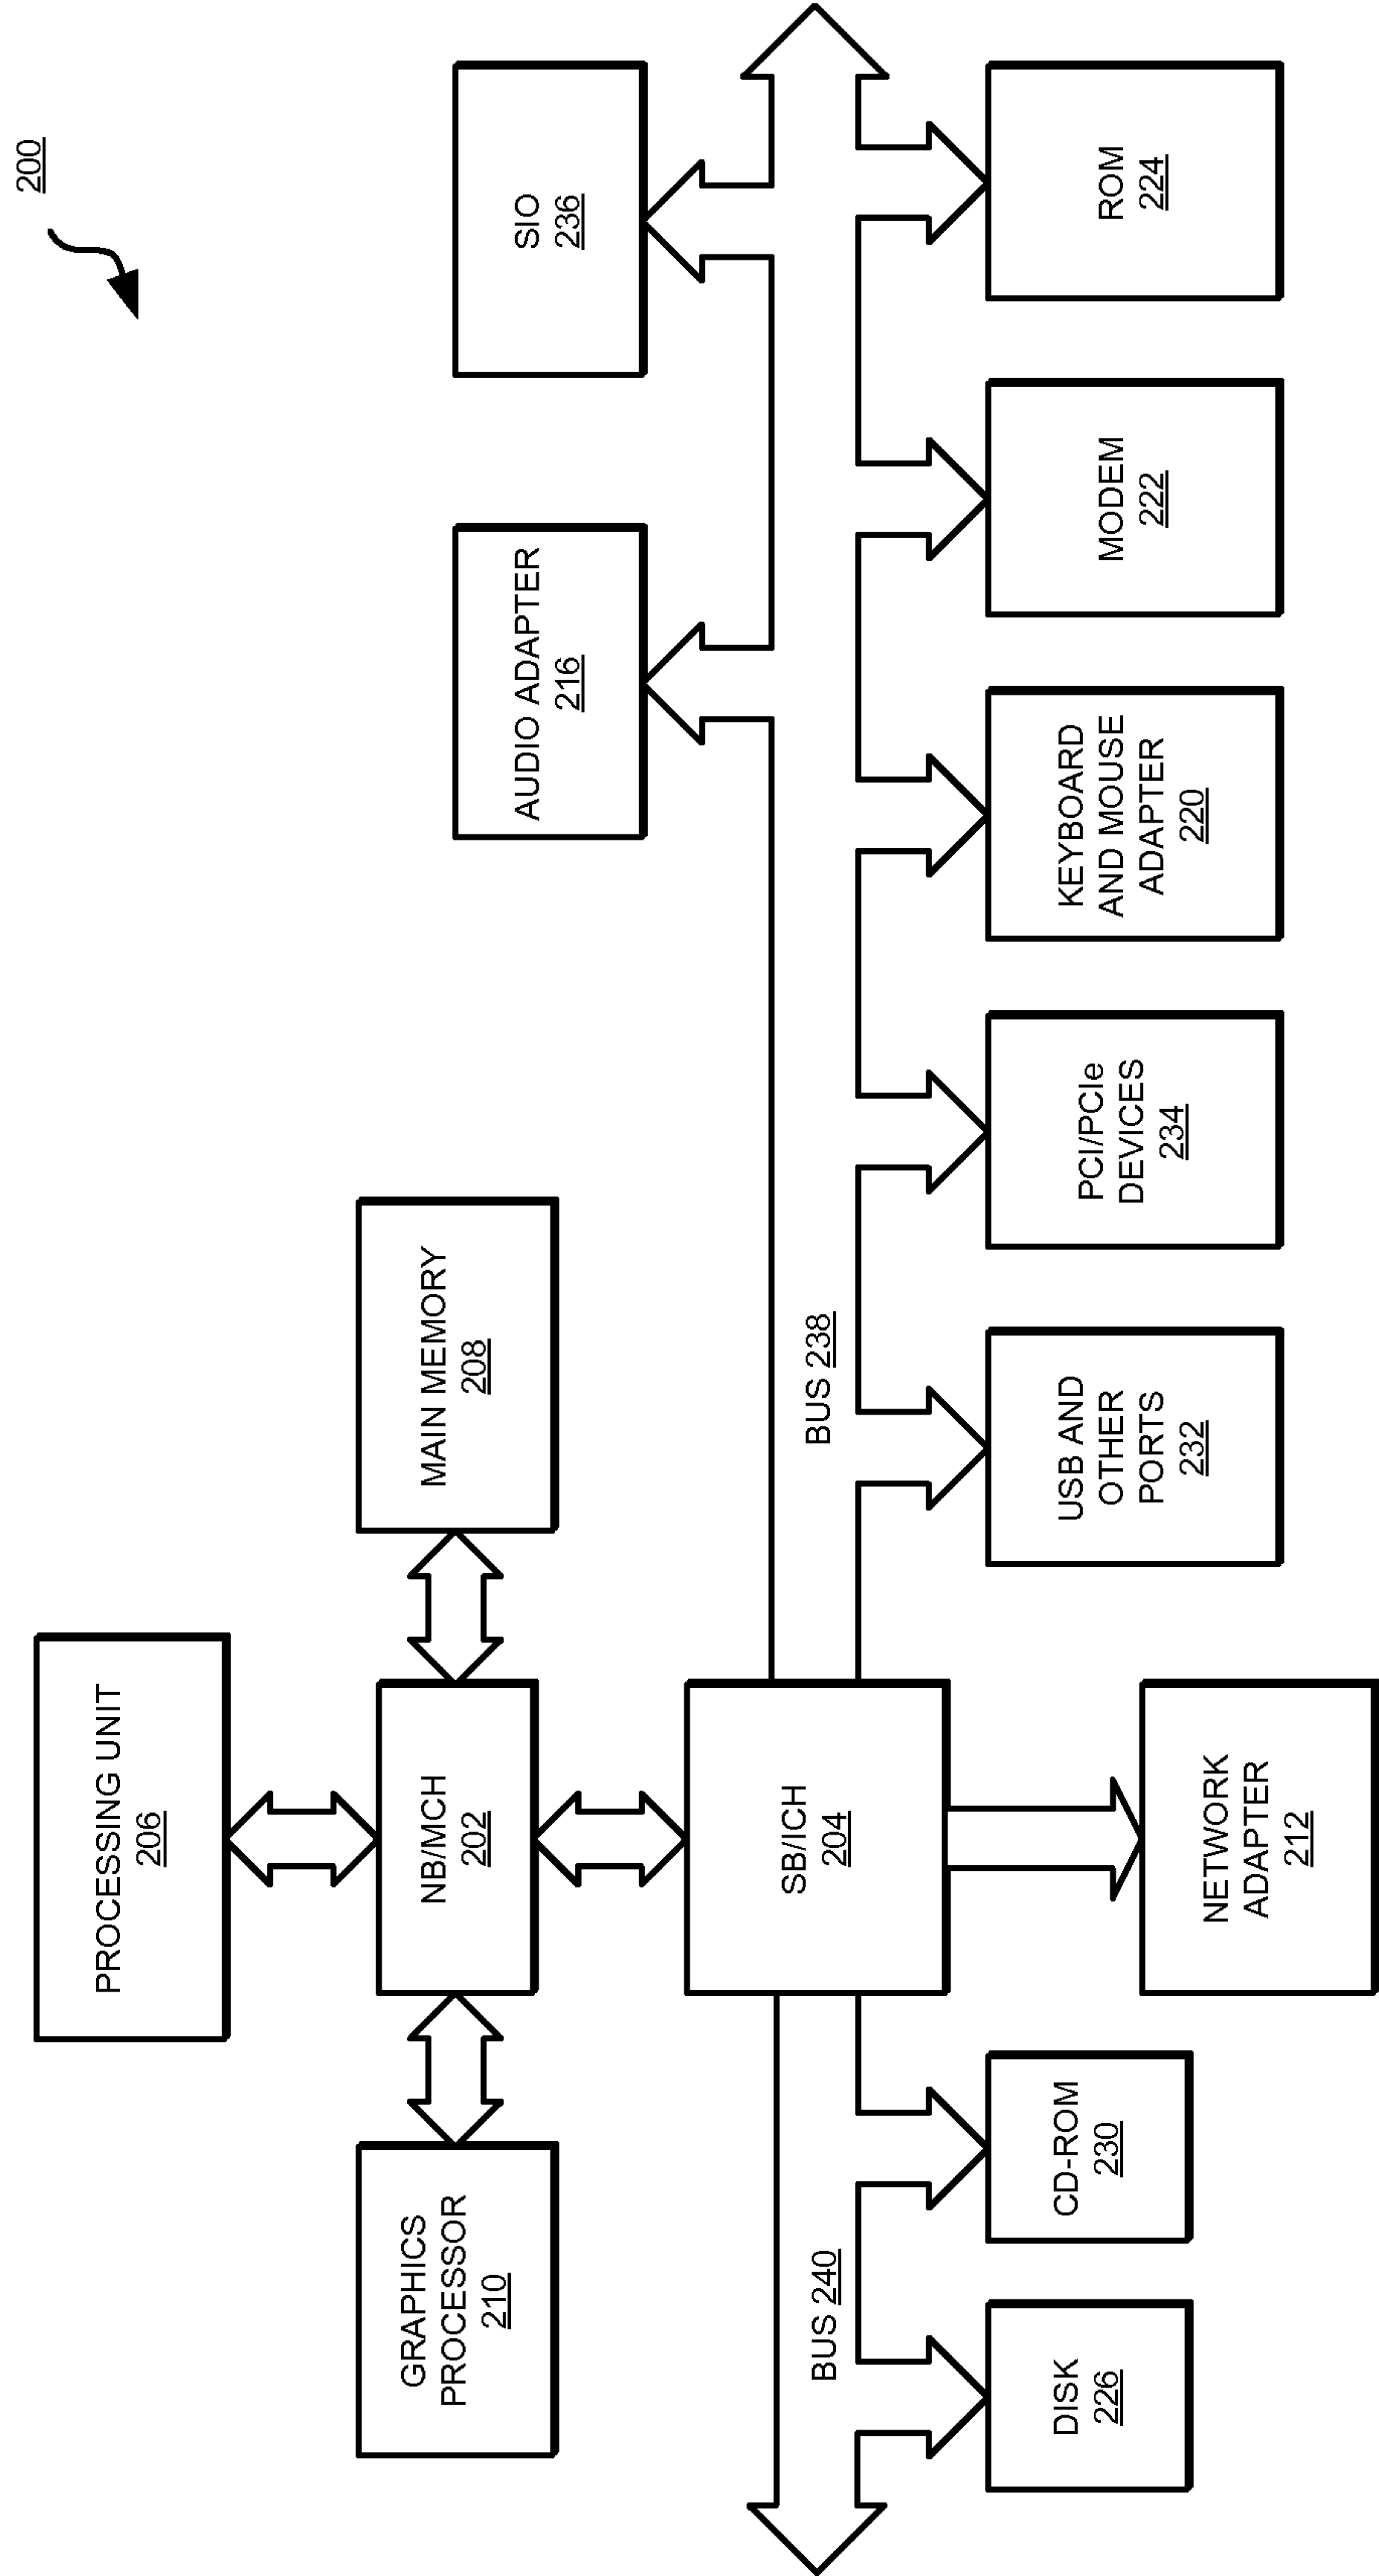 200
PROCESSING UNIT
206
GRAPHICS
PROCESSOR
210
NB/MCH
202
MAIN MEMORY
208
AUDIO ADAPTER
216
SIO
236
SB/ICH
204
BUS 240
BUS 238
DISK
226
CD-ROM
230
NETWORK
ADAPTER
212
USB AND
OTHER
PORTS
232
PCI/PCIe
DEVICES
234
KEYBOARD
AND MOUSE
ADAPTER
220
MODEM
222
ROM
224